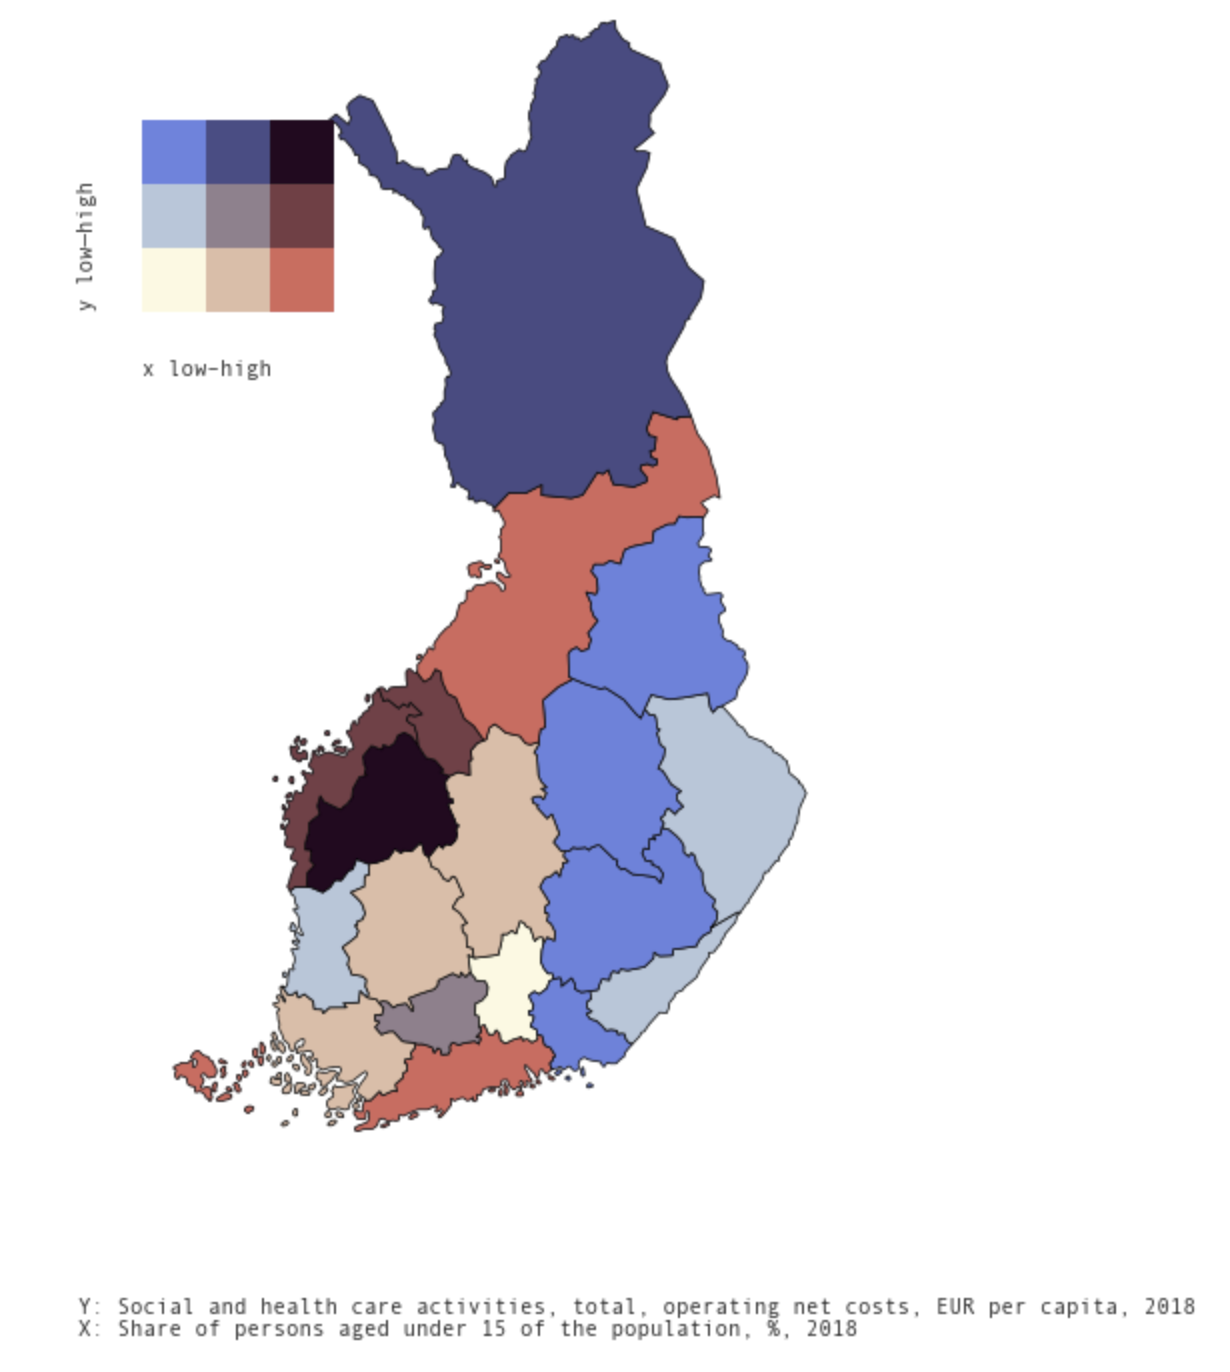 y low-high
x low-high
Y: Social and health care activities, total, operating net costs, EUR per capita, 2018
X: Share of persons aged under 15 of the population, %, 2018